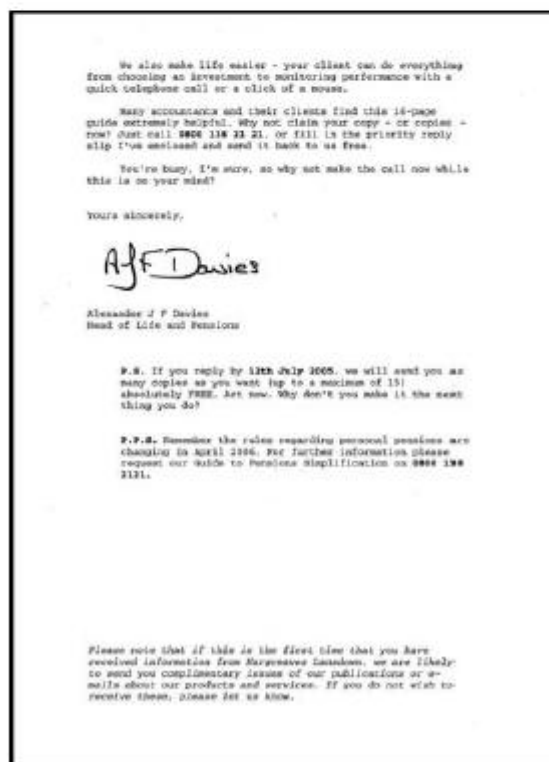 We also make life easier - your client can do everything
from choosing an investment to monitoring performance with a
quick telephone call or a click of a mouse.
Many accountants and their clients find this 16-page
guide extremely helpful. Why not claim your copy - or copies -
now? Just call 0800 138 21 21, or fill in the priority reply
slip I've enclosed and send it back to us free.
You're busy, I'm sure, so why not make the call now while
this is on your mind?
Yours sincerely,
AJF Davies
Alexander J F Davies
Head of Life and Pensions
P.S. If you reply by 12th July 2005, we will send you as
many copies as you want (up to a maximum of 15)
absolutely FREE. Act now. Why don't you make it the next
thing you do?
P.P.S. Remember the rules regarding personal pensions are
changing in April 2006. For further information please
request our Guide to Pensions Simplification on 0800 138
2121.
Please note that if this is the first time that you have
received information from Hargreaves Lansdown, we are likely
to send you complimentary issues of our publications or e-
mails about our products and services. If you do not wish to
receive these, please let us know.